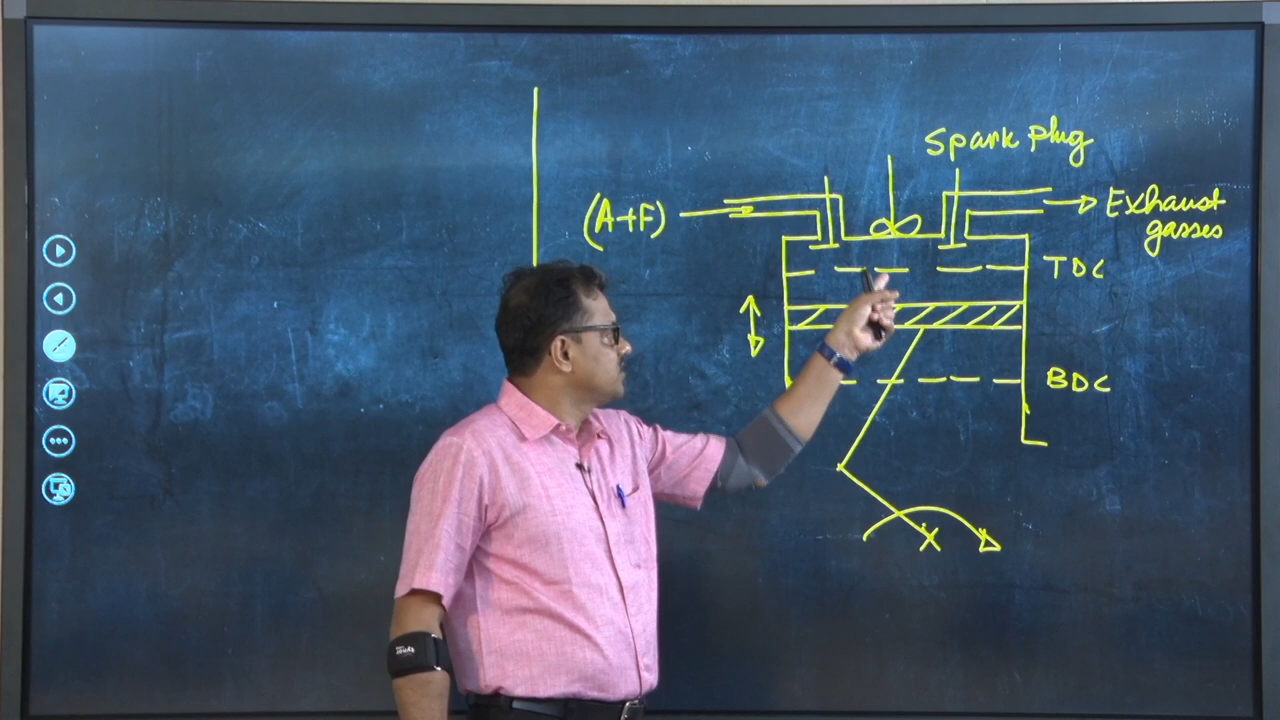 Spark Plug
(A+F)
Exhaust
gasses
TDC
BDC